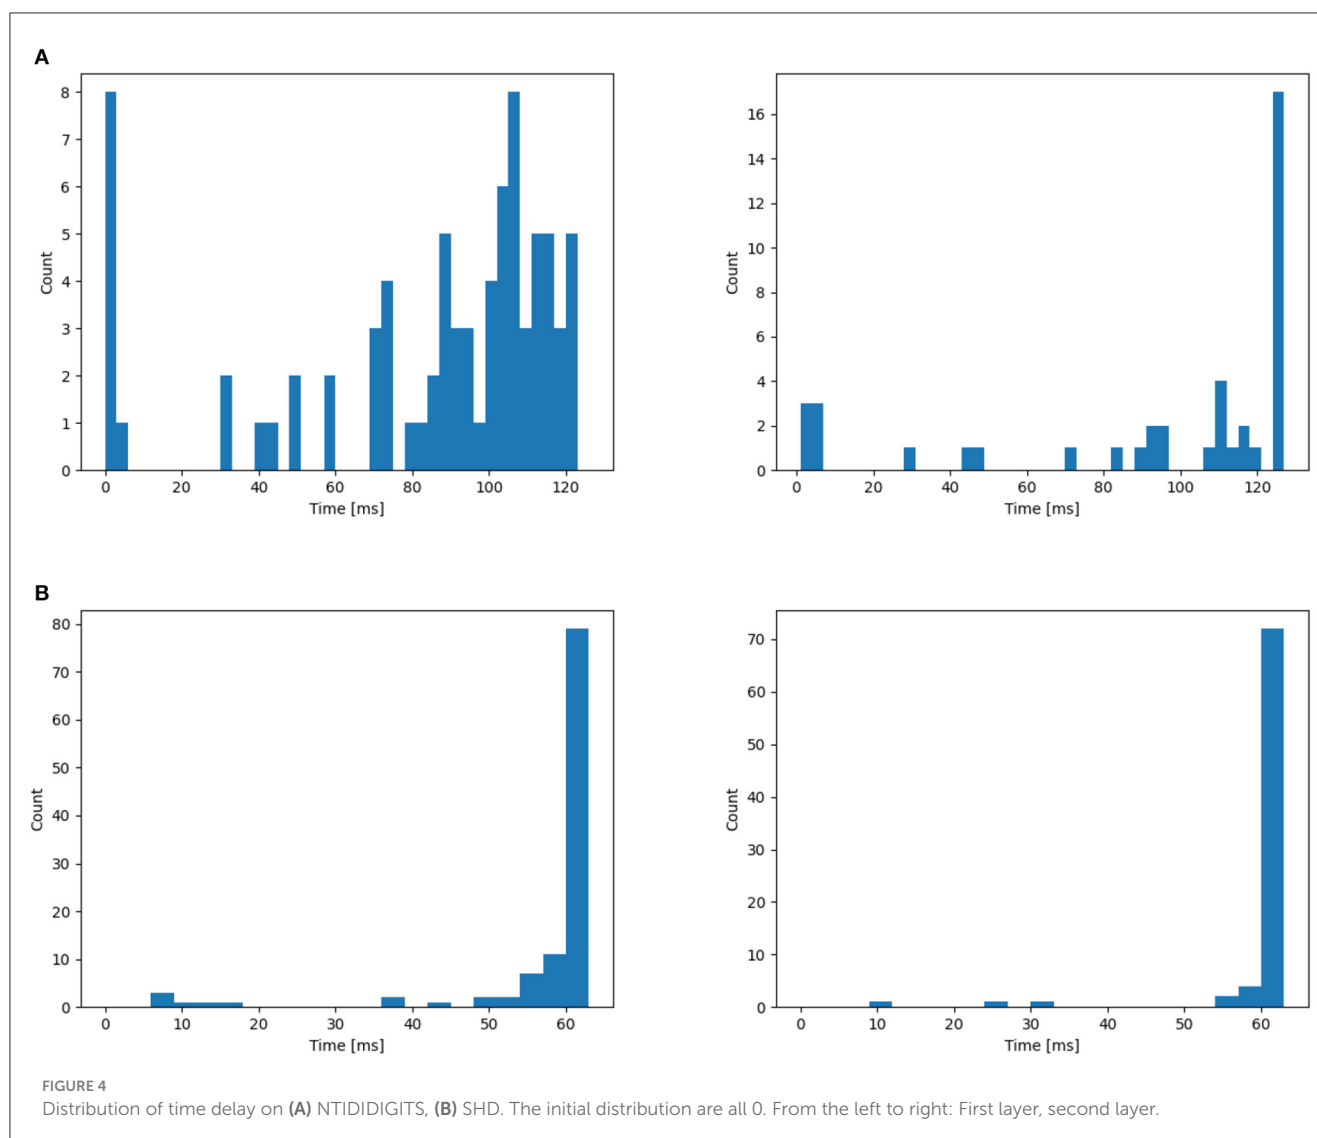 A
8
7
6
5
4
3
2
1
0
Count
0 20 40 60 80 100 120
Time [ms]
16
14
12
10
8
6
4
2
0
Count
0 20 40 60 80 100 120
Time [ms]
B
80
70
60
50
40
30
20
10
0
Count
0 10 20 30 40 50 60
Time [ms]
70
60
50
40
30
20
10
0
Count
0 10 20 30 40 50 60
Time [ms]
FIGURE 4
Distribution of time delay on (A) NTIDIDIGITS, (B) SHD. The initial distribution are all 0. From the left to right: First layer, second layer.